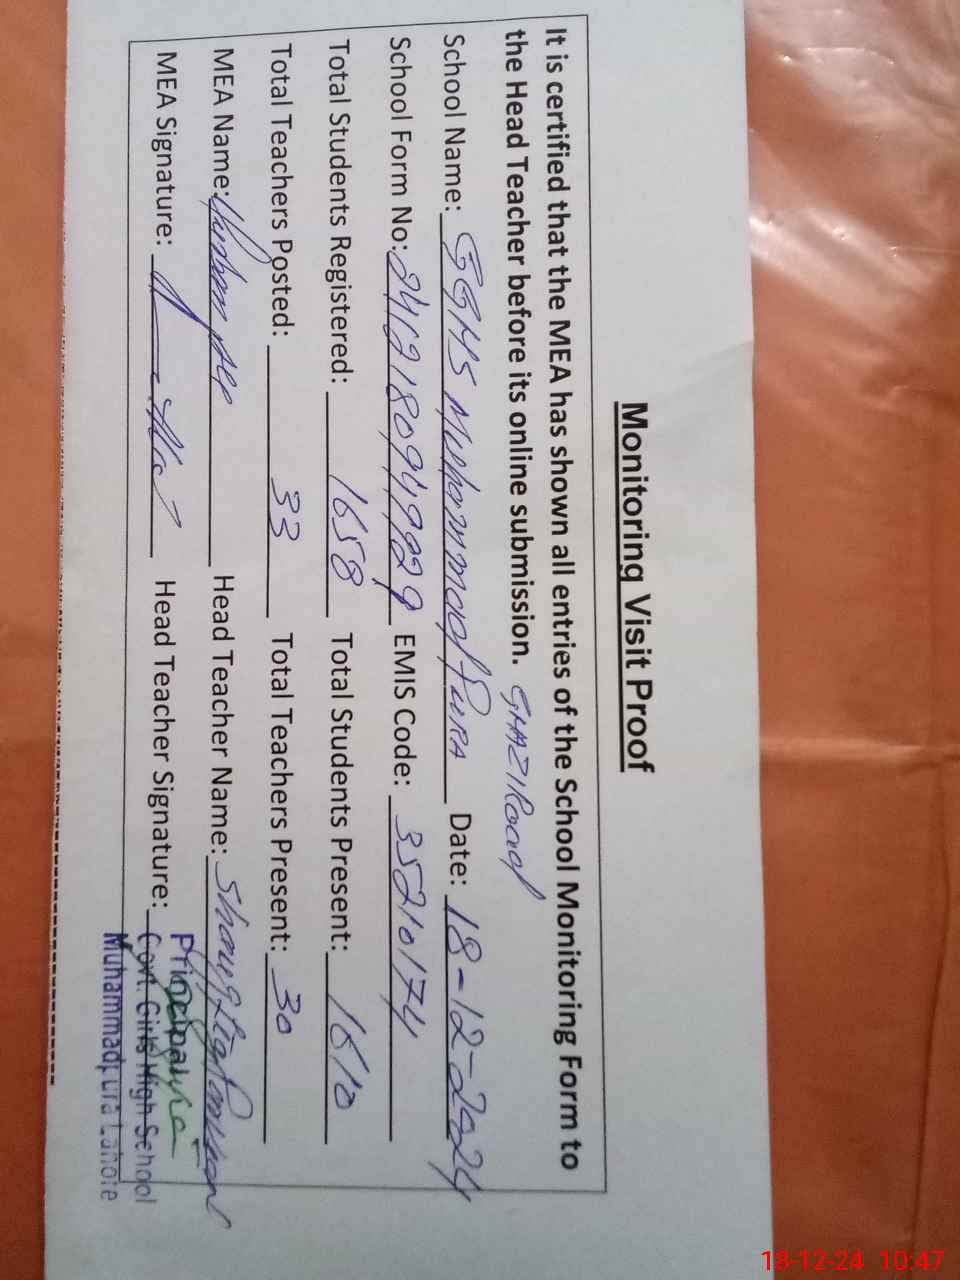 Monitoring Visit Proof
It is certified that the MEA has shown all entries of the School Monitoring Form to
the Head Teacher before its online submission. GHAZI Road
School Name: GGHS Muhammad Pura Date: 18-12-2024
School Form No: EMIS Code: 35210174
Total Students Registered: 1658 Total Students Present: 1610
Total Teachers Posted: 33 Total Teachers Present: 30
MEA Name: Head Teacher Name:
MEA Signature: Head Teacher Signature:
Principal
Govt. Girls High School
Muhammadpura Lahore
18-12-24 10:47